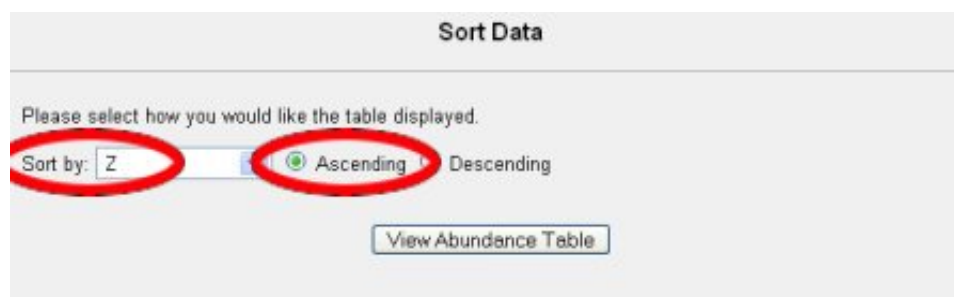 Sort Data
Please select how you would like the table displayed.
Sort by: Z Ascending Descending
View Abundance Table